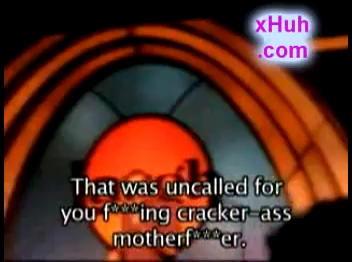 xHuh
.com
That was uncalled for
you f***ing cracker-ass
motherf***er.